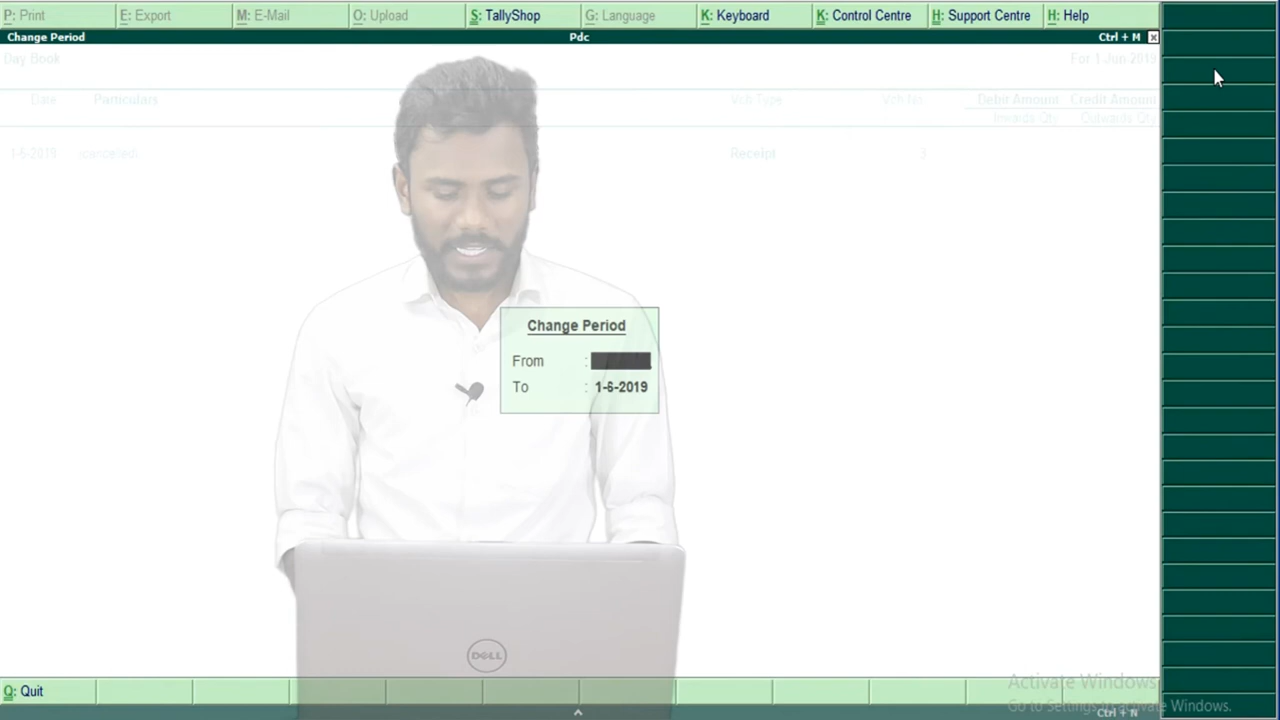 P: Print E: Export M: E-Mail O: Upload S: TallyShop G: Language K: Keyboard K: Control Centre H: Support Centre H: Help
Change Period Pdc Ctrl + M
Day Book For 1 Jun 2019
Date Particulars Vch Type Vch No. Debit Amount Credit Amount
Inwards Qty Outwards Qty
1-6-2019 (cancelled) Receipt 3
Change Period
From :
To : 1-6-2019
DELL
Activate Windows
Go to Settings to activate Windows.
Q: Quit
Ctrl + N